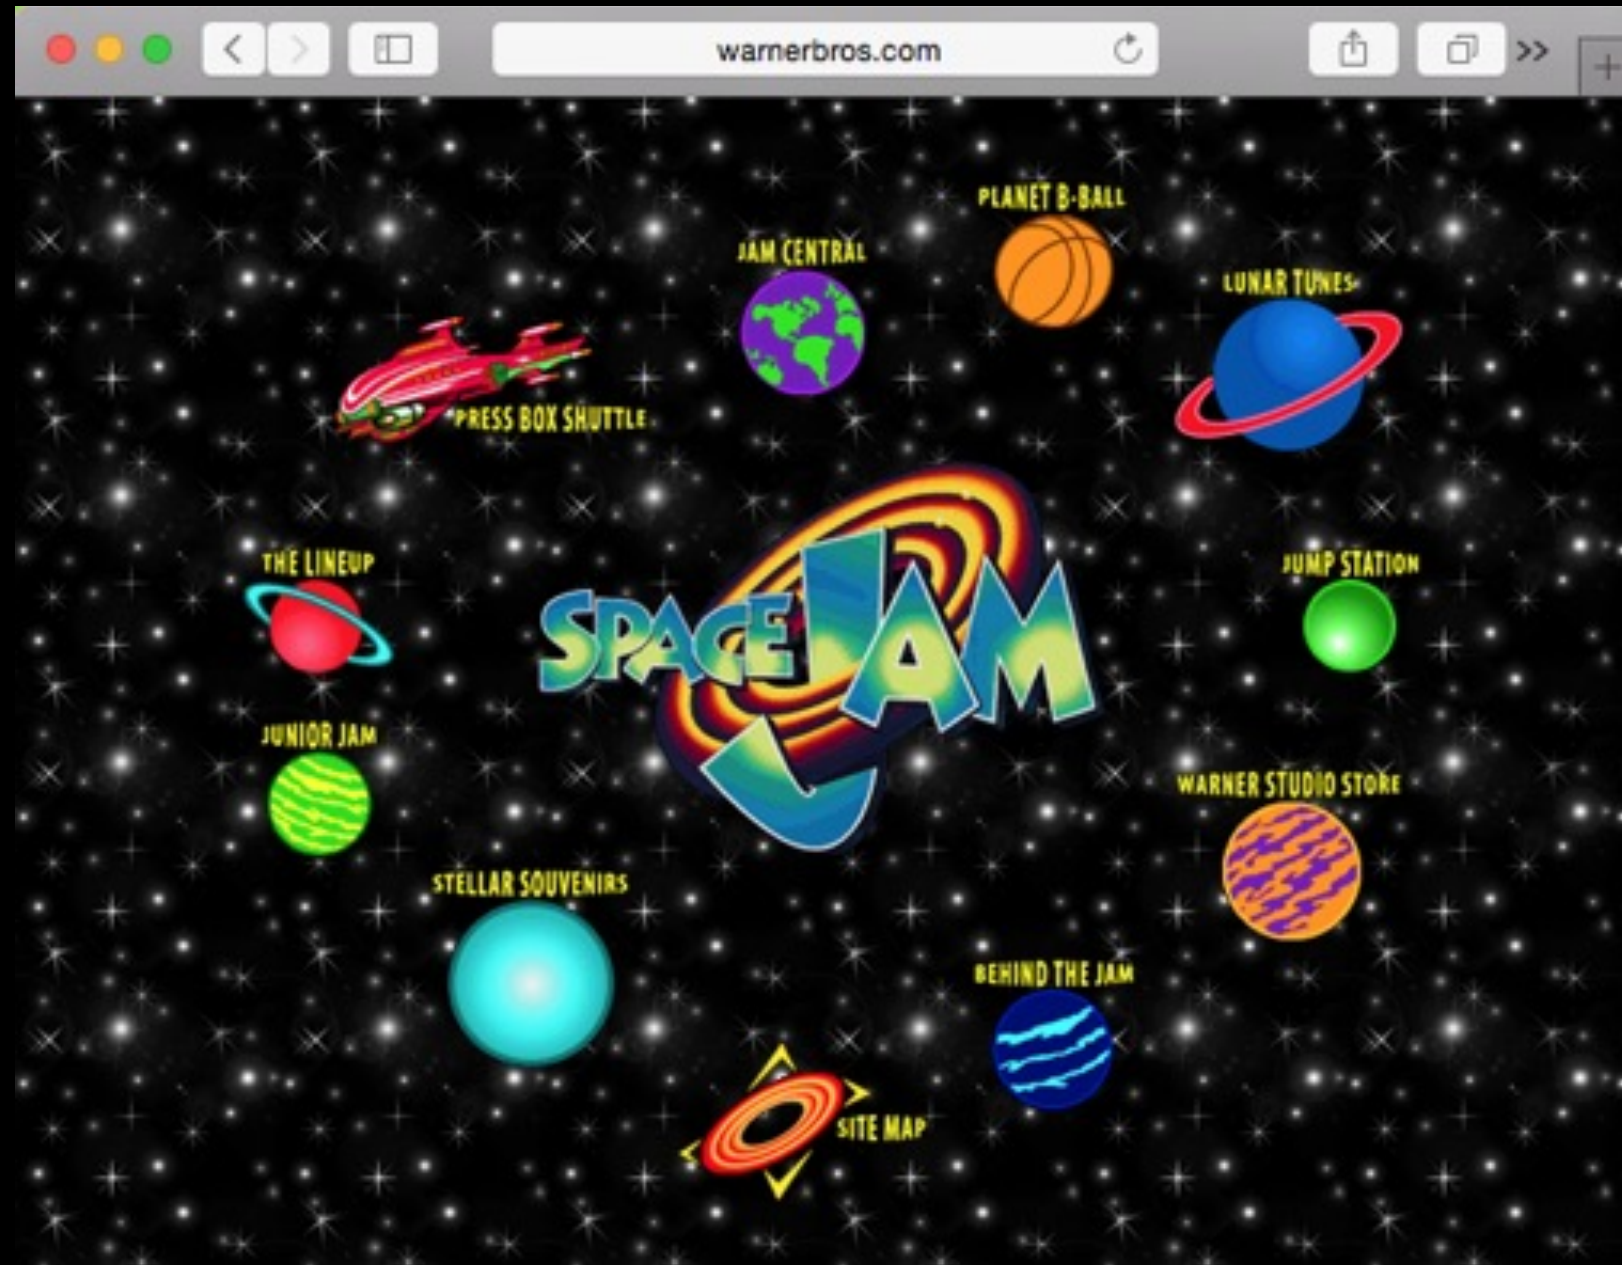 warnerbros.com
PLANET B-BALL
JAM CENTRAL
LUNAR TUNES
PRESS BOX SHUTTLE
THE LINEUP
JUMP STATION
SPACE JAM
JUNIOR JAM
WARNER STUDIO STORE
STELLAR SOUVENIRS
BEHIND THE JAM
SITE MAP